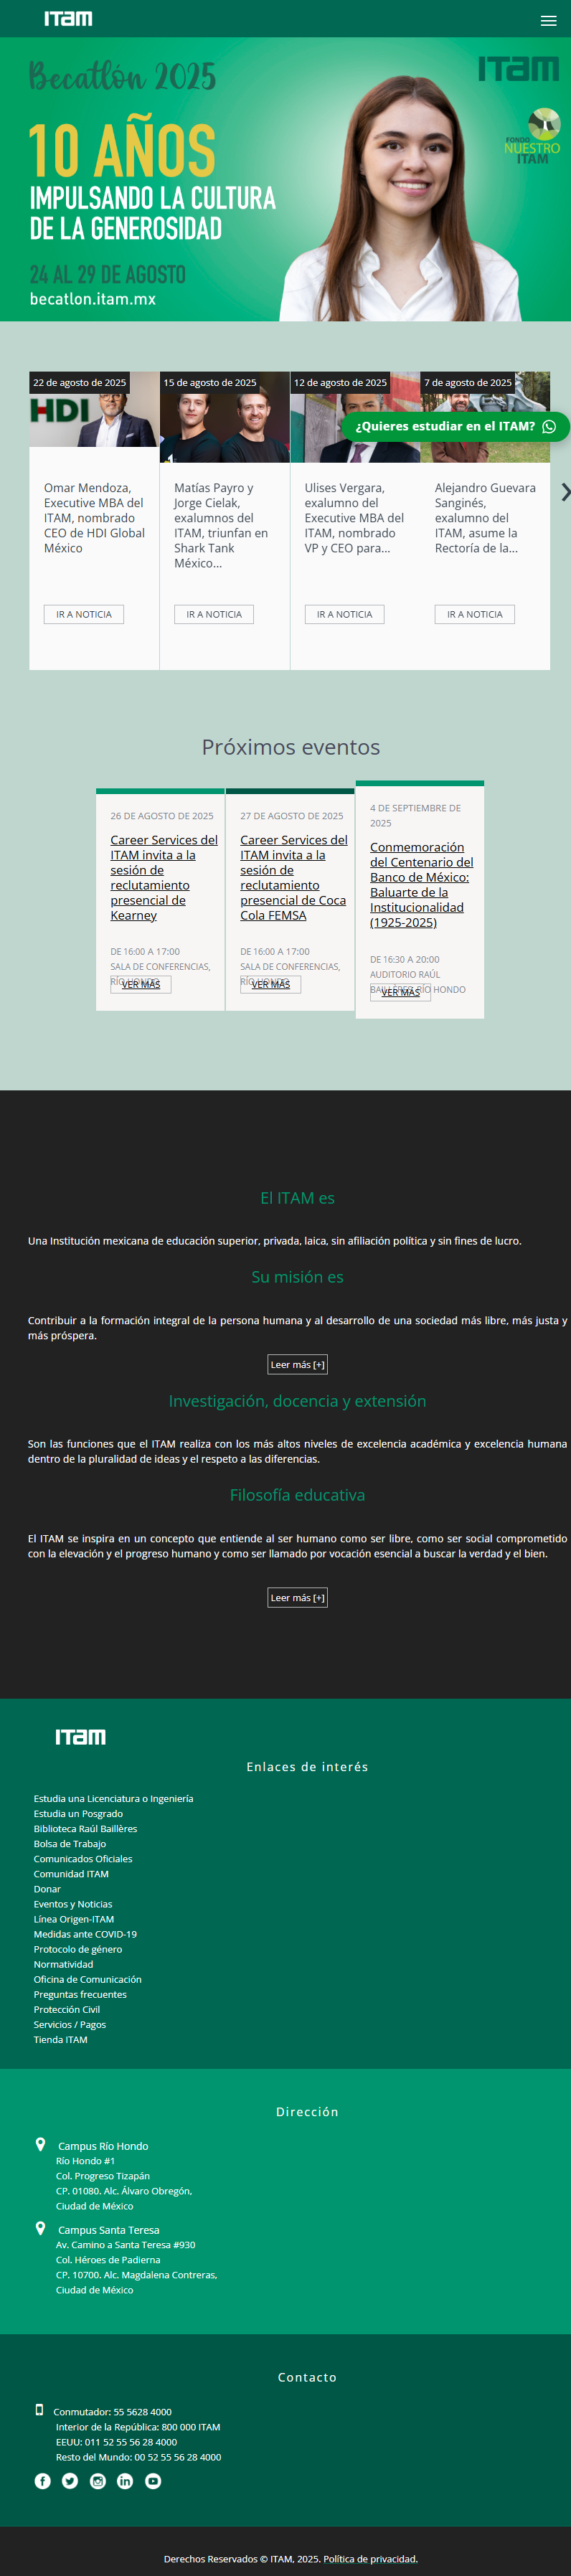 ITAM
Becatlón 2025
ITAM
10 AÑOS
FONDO
NUESTRO
ITAM
IMPULSANDO LA CULTURA
DE LA GENEROSIDAD
24 AL 29 DE AGOSTO
becatlon.itam.mx
22 de agosto de 2025
15 de agosto de 2025
12 de agosto de 2025
7 de agosto de 2025
HDI
¿Quieres estudiar en el ITAM?
Omar Mendoza,
Executive MBA del
ITAM, nombrado
CEO de HDI Global
México
IR A NOTICIA
Matías Payro y
Jorge Cielak,
exalumnos del
ITAM, triunfan en
Shark Tank
México...
IR A NOTICIA
Ulises Vergara,
exalumno del
Executive MBA del
ITAM, nombrado
VP y CEO para...
IR A NOTICIA
Alejandro Guevara
Sanginés,
exalumno del
ITAM, asume la
Rectoría de la...
IR A NOTICIA
Próximos eventos
26 DE AGOSTO DE 2025
Career Services del
ITAM invita a la
sesión de
reclutamiento
presencial de
Kearney
DE 16:00 A 17:00
SALA DE CONFERENCIAS,
RÍO HONDO
VER MÁS
27 DE AGOSTO DE 2025
Career Services del
ITAM invita a la
sesión de
reclutamiento
presencial de Coca
Cola FEMSA
DE 16:00 A 17:00
SALA DE CONFERENCIAS,
RÍO HONDO
VER MÁS
4 DE SEPTIEMBRE DE
2025
Conmemoración
del Centenario del
Banco de México:
Baluarte de la
Institucionalidad
(1925-2025)
DE 16:30 A 20:00
AUDITORIO RAÚL
BAILLÈRES, RÍO HONDO
VER MÁS
El ITAM es
Una Institución mexicana de educación superior, privada, laica, sin afiliación política y sin fines de lucro.
Su misión es
Contribuir a la formación integral de la persona humana y al desarrollo de una sociedad más libre, más justa y
más próspera.
Leer más [+]
Investigación, docencia y extensión
Son las funciones que el ITAM realiza con los más altos niveles de excelencia académica y excelencia humana
dentro de la pluralidad de ideas y el respeto a las diferencias.
Filosofía educativa
El ITAM se inspira en un concepto que entiende al ser humano como ser libre, como ser social comprometido
con la elevación y el progreso humano y como ser llamado por vocación esencial a buscar la verdad y el bien.
Leer más [+]
ITAM
Enlaces de interés
Estudia una Licenciatura o Ingeniería
Estudia un Posgrado
Biblioteca Raúl Baillères
Bolsa de Trabajo
Comunicados Oficiales
Comunidad ITAM
Donar
Eventos y Noticias
Línea Origen-ITAM
Medidas ante COVID-19
Protocolo de género
Normatividad
Oficina de Comunicación
Preguntas frecuentes
Protección Civil
Servicios / Pagos
Tienda ITAM
Dirección
Campus Río Hondo
Río Hondo #1
Col. Progreso Tizapán
CP. 01080. Alc. Álvaro Obregón,
Ciudad de México
Campus Santa Teresa
Av. Camino a Santa Teresa #930
Col. Héroes de Padierna
CP. 10700. Alc. Magdalena Contreras,
Ciudad de México
Contacto
Conmutador: 55 5628 4000
Interior de la República: 800 000 ITAM
EEUU: 011 52 55 56 28 4000
Resto del Mundo: 00 52 55 56 28 4000
Derechos Reservados © ITAM, 2025. Política de privacidad.